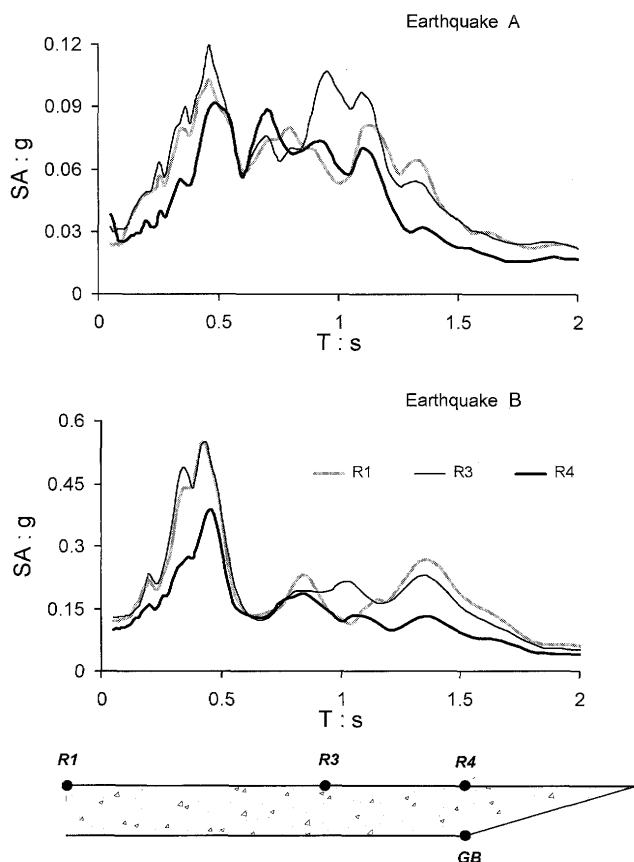 Earthquake A
0.12
0.09
0.06
0.03
0
SA : g
0 0.5 1 1.5 2
T : s
Earthquake B
0.6
0.45
0.3
0.15
0
SA : g
R1 R3 R4
0 0.5 1 1.5 2
T : s
R1 R3 R4
GB